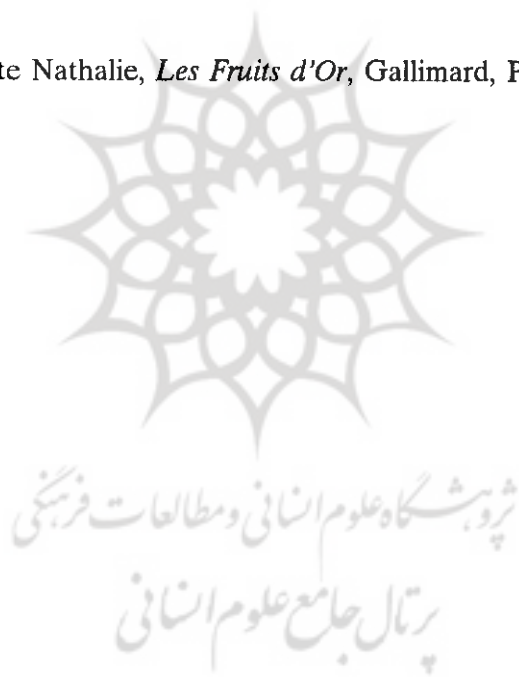 te Nathalie, Les Fruits d'Or, Gallimard, P
پژوهشگاه علوم انسانی و مطالعات فرهنگی
پرتال جامع علوم انسانی